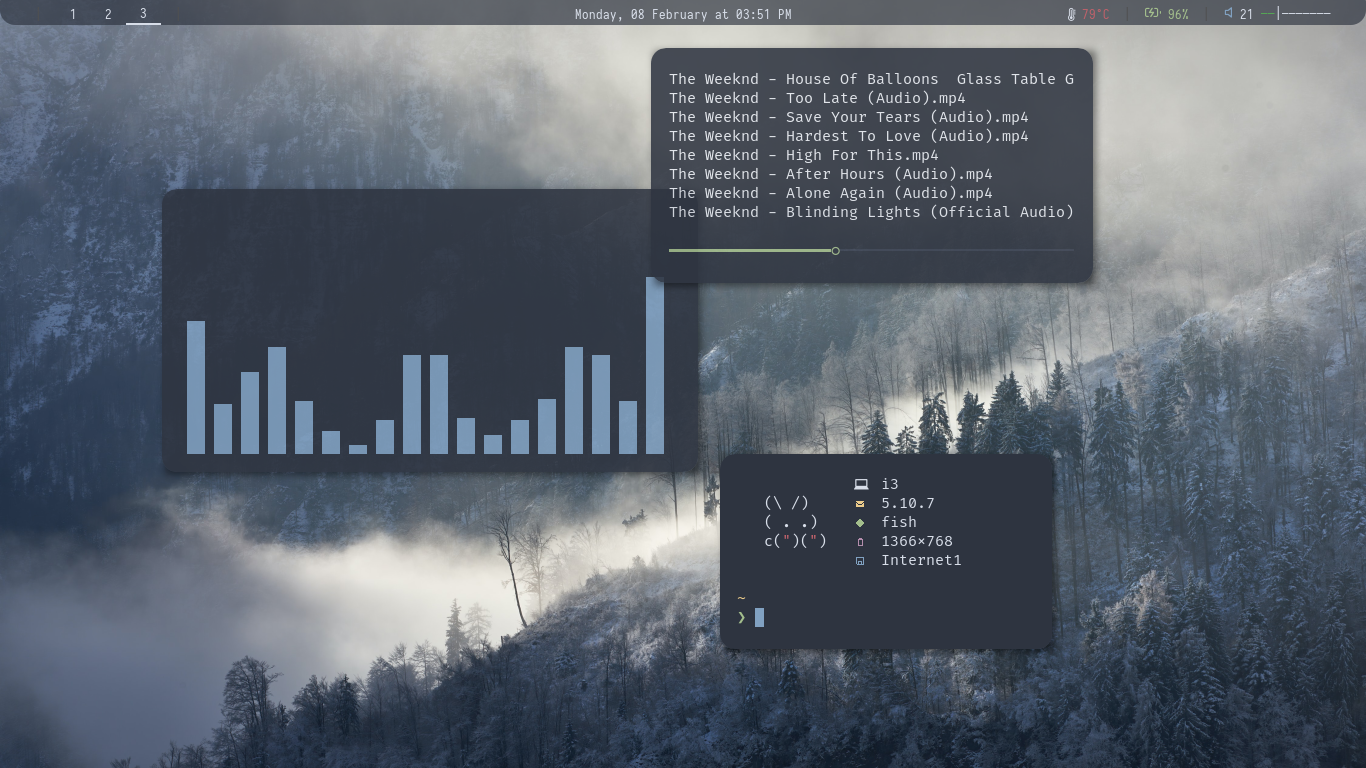 1 2 3 Monday, 08 February at 03:51 PM 79°C 96% 21
The Weeknd - House Of Balloons  Glass Table G
The Weeknd - Too Late (Audio).mp4
The Weeknd - Save Your Tears (Audio).mp4
The Weeknd - Hardest To Love (Audio).mp4
The Weeknd - High For This.mp4
The Weeknd - After Hours (Audio).mp4
The Weeknd - Alone Again (Audio).mp4
The Weeknd - Blinding Lights (Official Audio)
i3
(\ /) 5.10.7
( . .) fish
c(")(") 1366×768
Internet1
~
❯